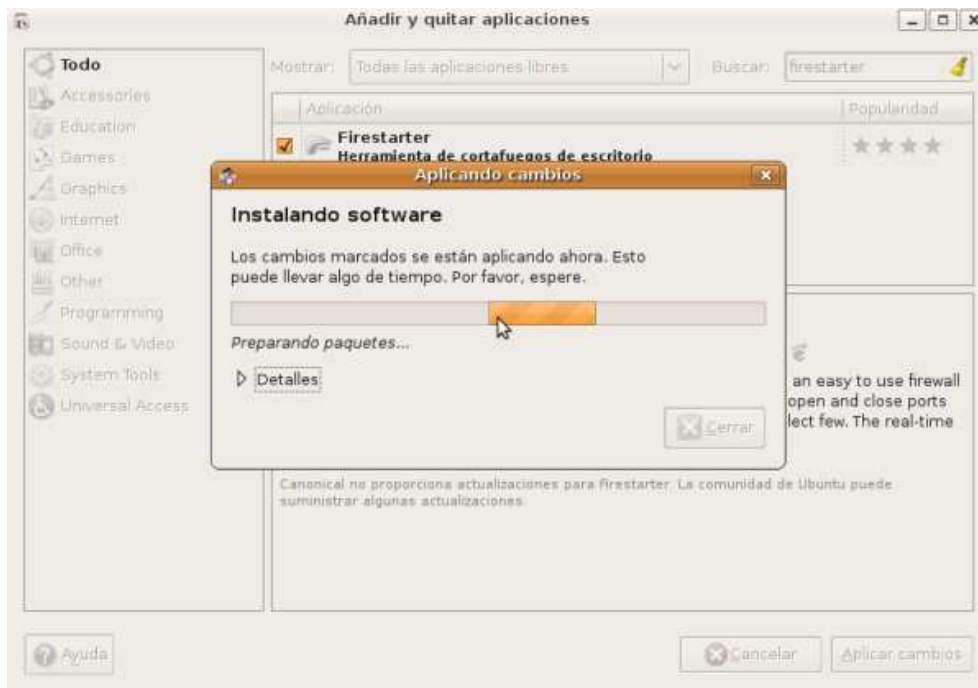 Añadir y quitar aplicaciones
Todo
Accessories
Education
Games
Graphics
Internet
Office
Other
Programming
Sound & Video
System Tools
Universal Access
Mostrar: Todas las aplicaciones libres Buscar: firestarter
Aplicación Popularidad
Firestarter
Herramienta de cortafuegos de escritorio
Aplicando cambios
Instalando software
Los cambios marcados se están aplicando ahora. Esto
puede llevar algo de tiempo. Por favor, espere.
Preparando paquetes...
Detalles
Cerrar
an easy to use firewall
open and close ports
lect few. The real-time
Canonical no proporciona actualizaciones para Firestarter. La comunidad de Ubuntu puede
suministrar algunas actualizaciones.
Ayuda Cancelar Aplicar cambios